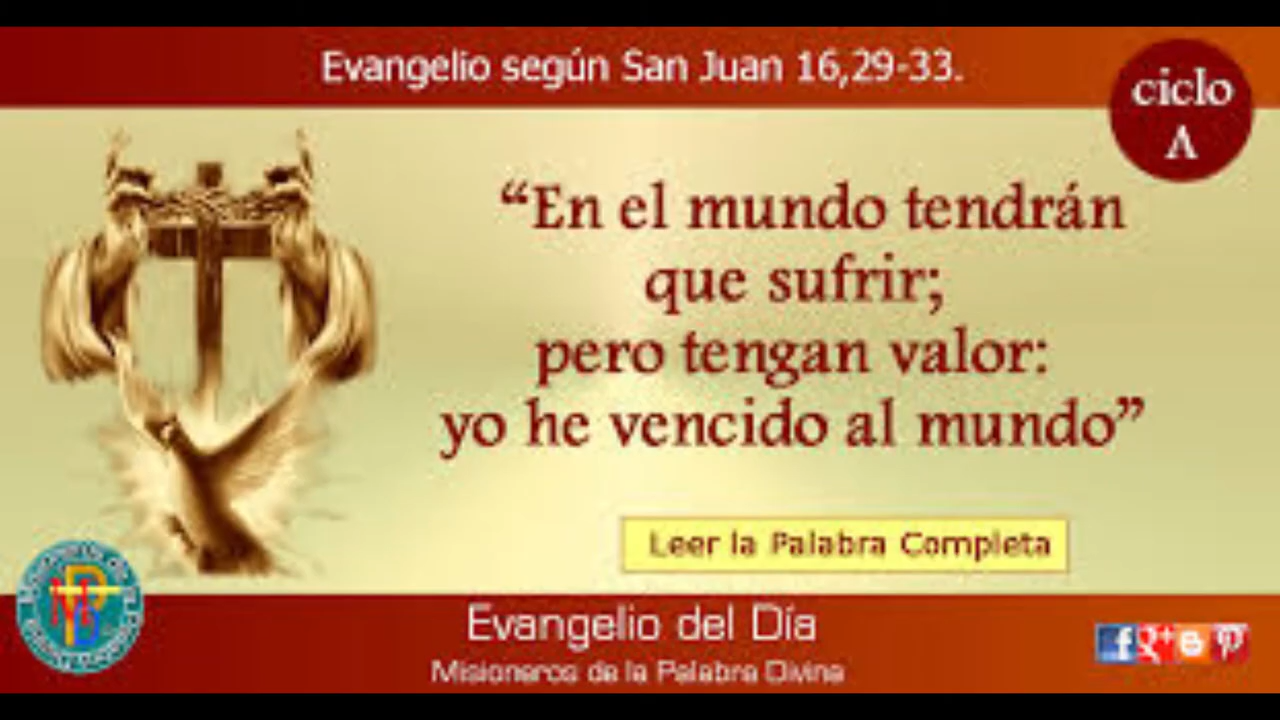 Evangelio según San Juan 16,29-33.
ciclo
A
“En el mundo tendrán
que sufrir;
pero tengan valor:
yo he vencido al mundo”
Leer la Palabra Completa
Evangelio del Día
Misioneros de la Palabra Divina